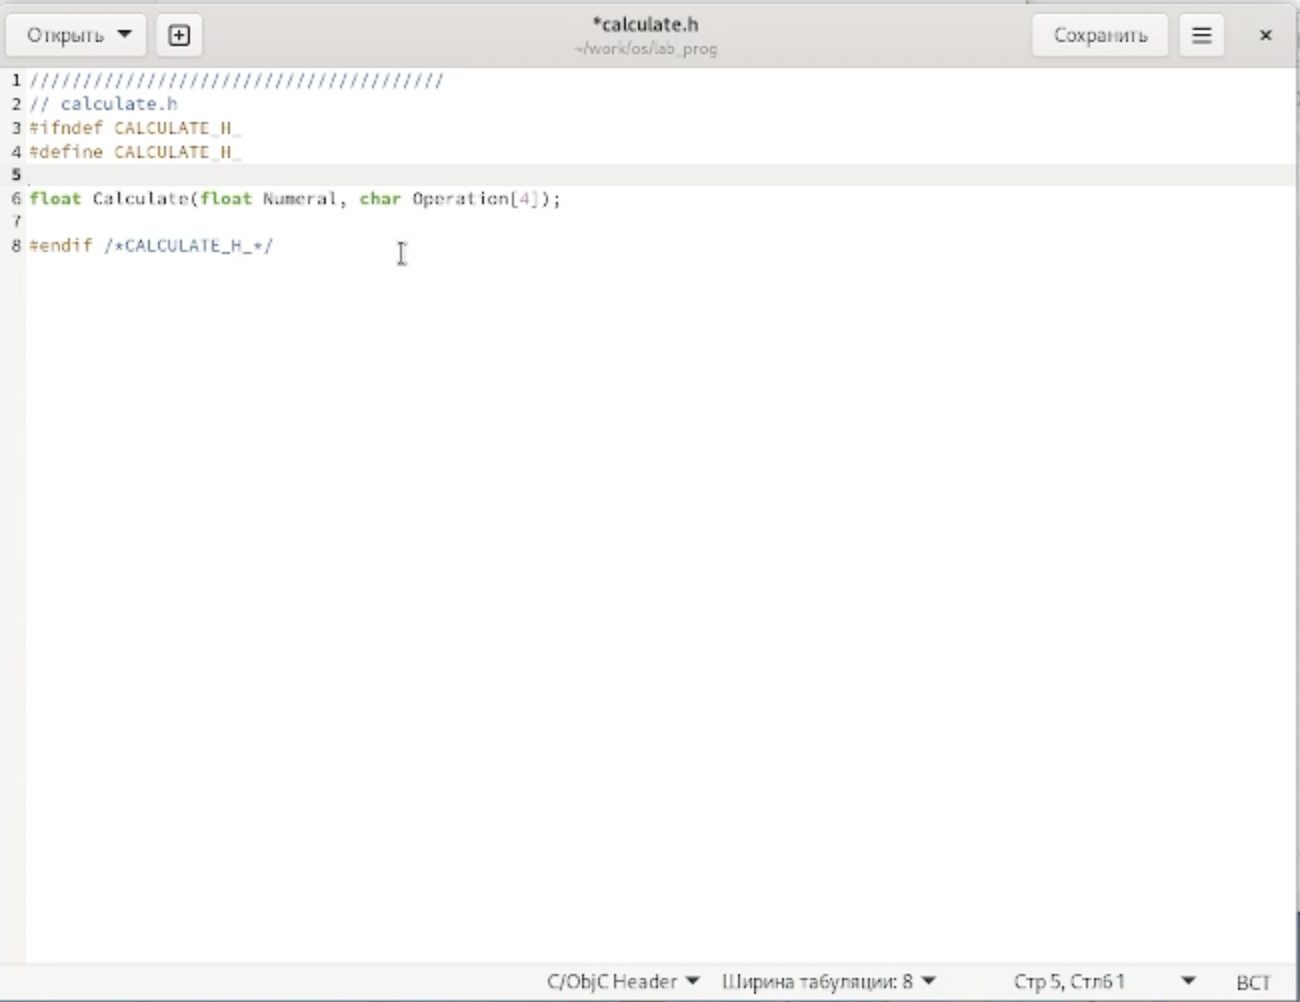 Открыть
*calculate.h
~/work/os/lab_prog
Сохранить
1 ///////////////////////////////////////
2 // calculate.h
3 #ifndef CALCULATE_H_
4 #define CALCULATE_H_
5
6 float Calculate(float Numeral, char Operation[4]);
7
8 #endif /*CALCULATE_H_*/
C/ObjC Header Ширина табуляции: 8 Стр 5, Стлб 1 ВСТ